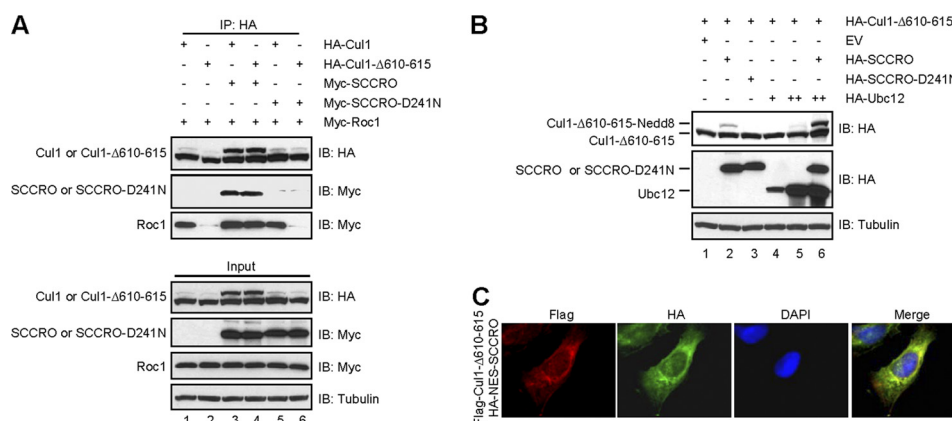 A
IP: HA
+ - + - + - HA-Cul1
- + - + - + HA-Cul1-Δ610-615
- - + + - - Myc-SCCRO
- - - - + + Myc-SCCRO-D241N
+ + + + + + Myc-Roc1
Cul1 or Cul1-Δ610-615 IB: HA
SCCRO or SCCRO-D241N IB: Myc
Roc1 IB: Myc
Input
Cul1 or Cul1-Δ610-615 IB: HA
SCCRO or SCCRO-D241N IB: Myc
Roc1 IB: Myc
IB: Tubulin
1 2 3 4 5 6
B
+ + + + + + HA-Cul1-Δ610-615
+ - - - - - EV
- + - - - + HA-SCCRO
- - + - - - HA-SCCRO-D241N
- - - + ++ ++ HA-Ubc12
Cul1-Δ610-615-Nedd8
Cul1-Δ610-615
IB: HA
SCCRO or SCCRO-D241N
Ubc12
IB: HA
IB: Tubulin
1 2 3 4 5 6
C
Flag HA DAPI Merge
Flag-Cul1-Δ610-615
HA-NES-SCCRO